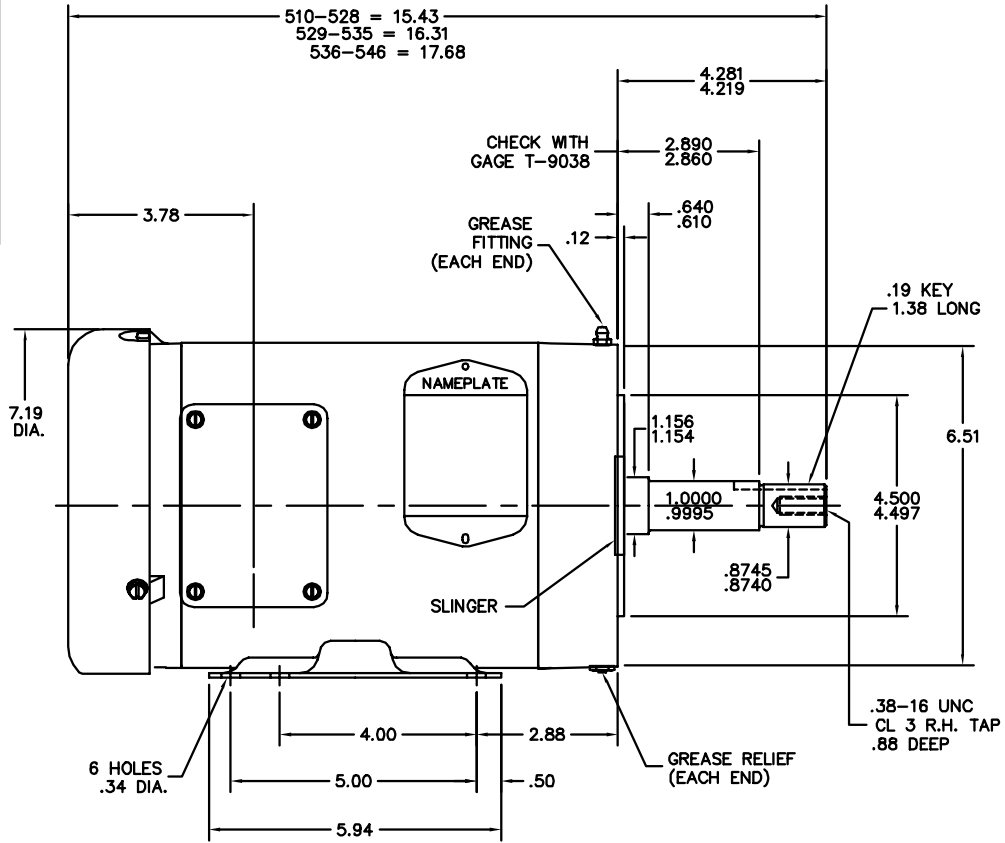 510-528 = 15.43
529-535 = 16.31
536-546 = 17.68
4.281
4.219
CHECK WITH
GAGE T-9038
2.890
2.860
3.78
.640
.610
GREASE
FITTING
(EACH END)
.12
.19 KEY
1.38 LONG
7.19
DIA.
NAMEPLATE
1.156
1.154
6.51
1.0000
.9995
4.500
4.497
.8745
.8740
SLINGER
.38-16 UNC
CL 3 R.H. TAP
.88 DEEP
4.00
2.88
6 HOLES
.34 DIA.
5.00
.50
GREASE RELIEF
(EACH END)
5.94